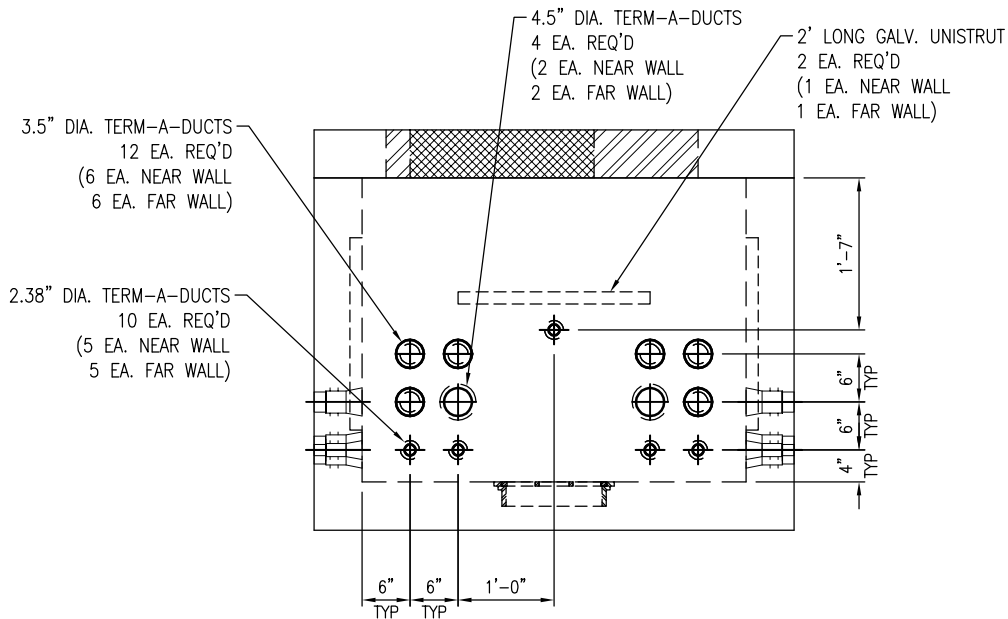 4.5" DIA. TERM-A-DUCTS
4 EA. REQ'D
(2 EA. NEAR WALL
2 EA. FAR WALL)
2' LONG GALV. UNISTRUT
2 EA. REQ'D
(1 EA. NEAR WALL
1 EA. FAR WALL)
3.5" DIA. TERM-A-DUCTS
12 EA. REQ'D
(6 EA. NEAR WALL
6 EA. FAR WALL)
2.38" DIA. TERM-A-DUCTS
10 EA. REQ'D
(5 EA. NEAR WALL
5 EA. FAR WALL)
1'-7"
6"
TYP
6"
TYP
4"
TYP
6"
TYP
6"
TYP
1'-0"